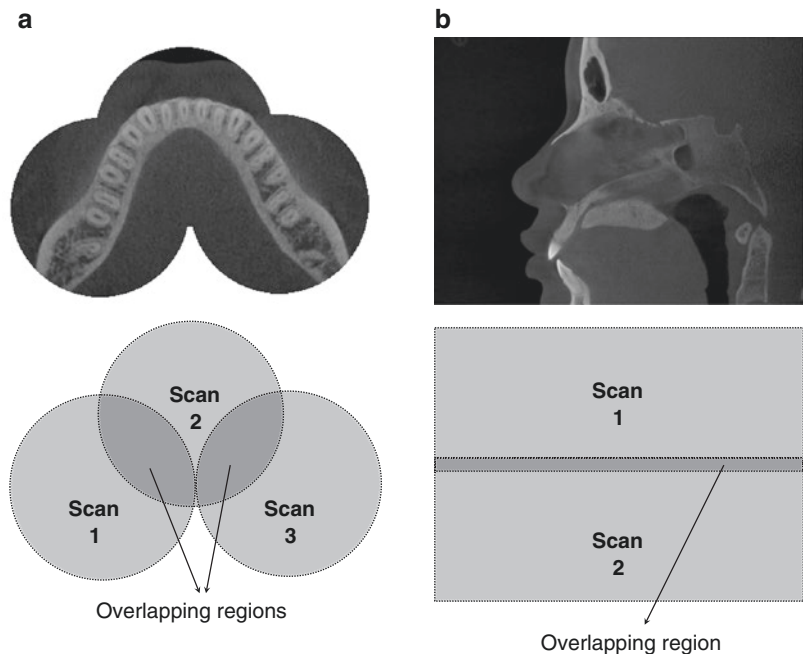 a
Scan
2
Scan
1
Scan
3
Overlapping regions
b
Scan
1
Scan
2
Overlapping region